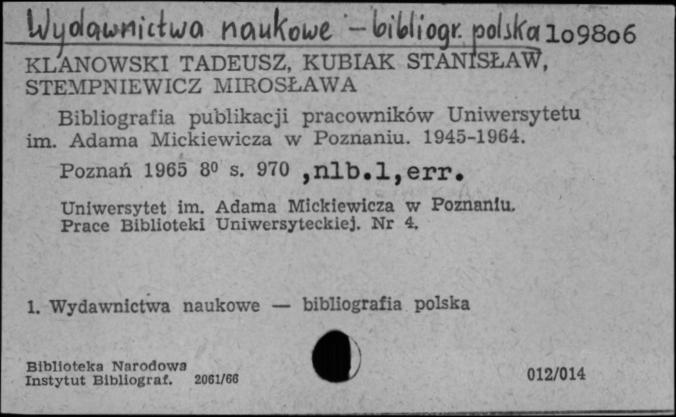 Wydawnictwa naukowe - bibliogr. polska 1o98o6
KLANOWSKI TADEUSZ, KUBIAK STANISŁAW,
STEMPNIEWICZ MIROSŁAWA
Bibliografia publikacji pracowników Uniwersytetu
im. Adama Mickiewicza w Poznaniu. 1945-1964.
Poznań 1965 8⁰ s. 970 ,nlb.1,err.
Uniwersytet im. Adama Mickiewicza w Poznaniu.
Prace Biblioteki Uniwersyteckiej. Nr 4.
1. Wydawnictwa naukowe — bibliografia polska
Biblioteka Narodowa
Instytut Bibliograf. 2061/66 012/014